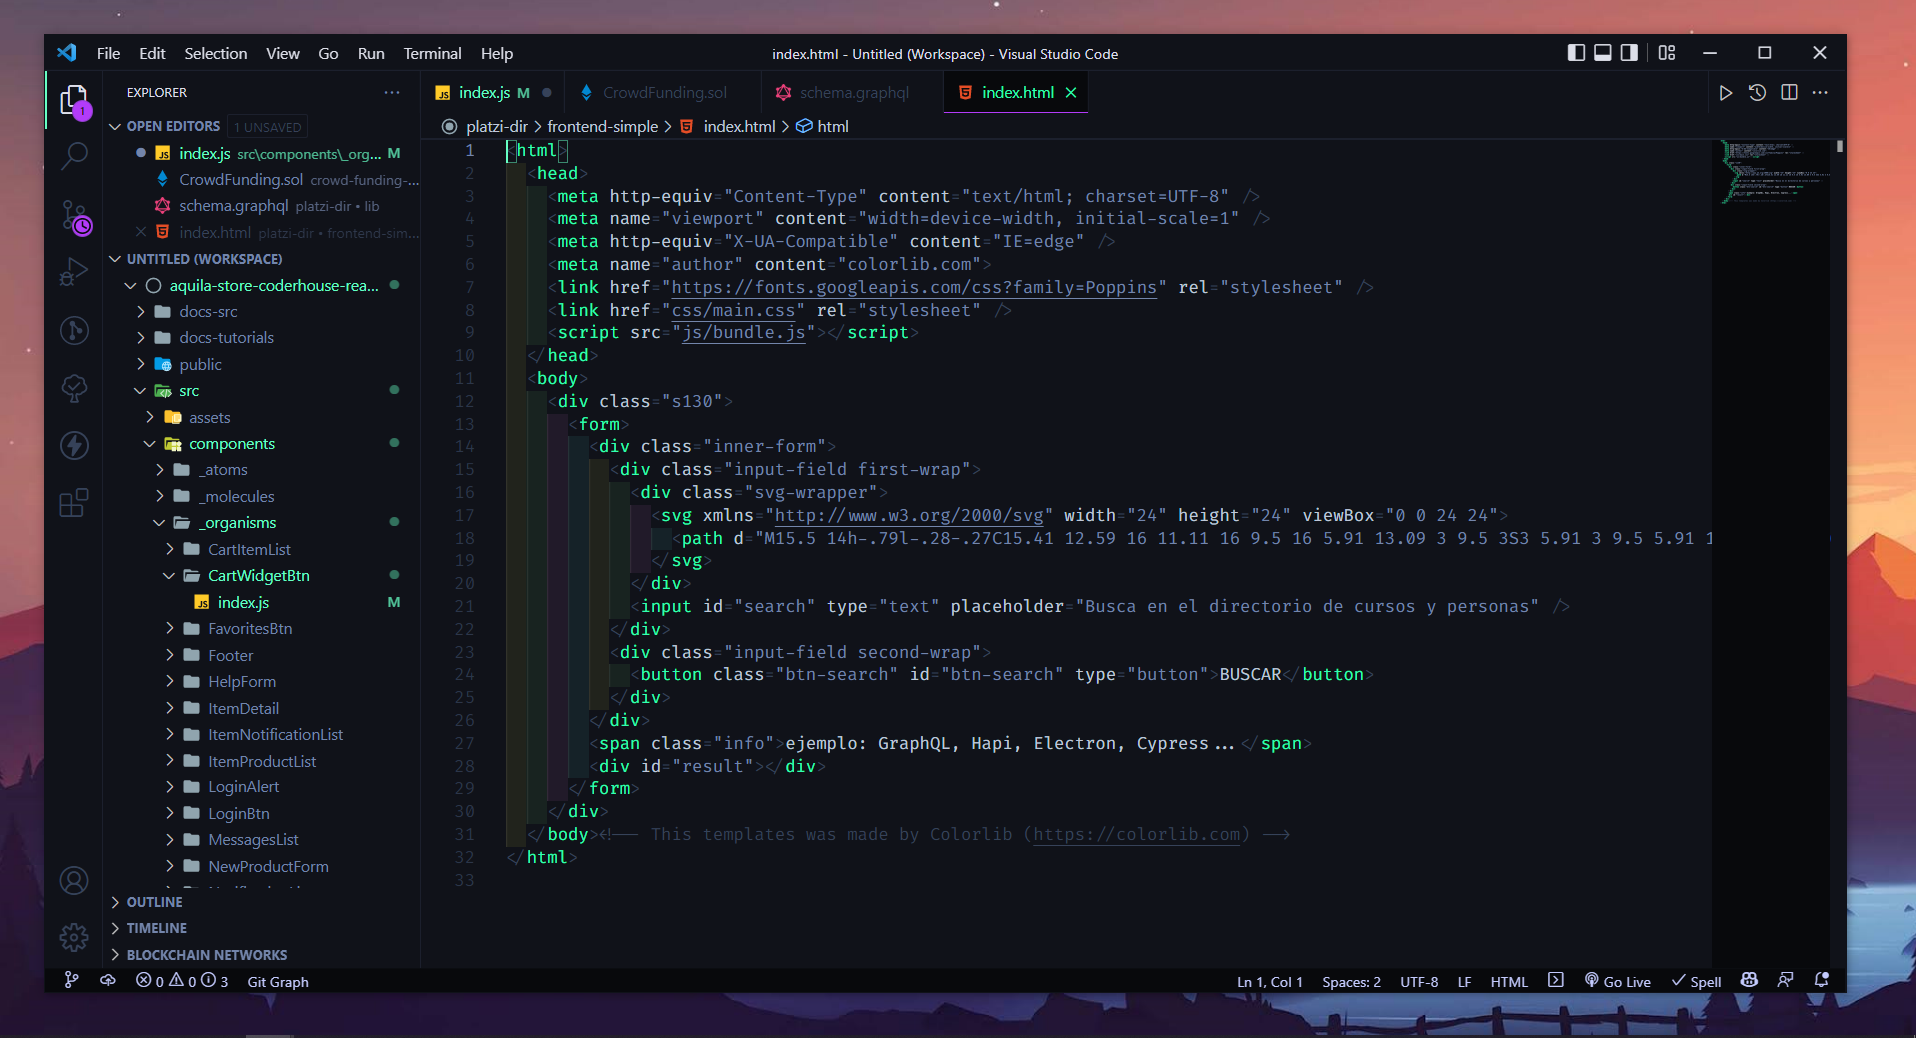 File Edit Selection View Go Run Terminal Help
index.html - Untitled (Workspace) - Visual Studio Code
EXPLORER
OPEN EDITORS 1 UNSAVED
index.js src\components\_org... M
CrowdFunding.sol crowd-funding-...
schema.graphql platzi-dir • lib
index.html platzi-dir • frontend-sim...
UNTITLED (WORKSPACE)
aquila-store-coderhouse-rea...
docs-src
docs-tutorials
public
src
assets
components
_atoms
_molecules
_organisms
CartItemList
CartWidgetBtn
index.js M
FavoritesBtn
Footer
HelpForm
ItemDetail
ItemNotificationList
ItemProductList
LoginAlert
LoginBtn
MessagesList
NewProductForm
OUTLINE
TIMELINE
BLOCKCHAIN NETWORKS
1
index.js M
CrowdFunding.sol
schema.graphql
index.html
platzi-dir > frontend-simple > index.html > html
1 <html>
2 <head>
3 <meta http-equiv="Content-Type" content="text/html; charset=UTF-8" />
4 <meta name="viewport" content="width=device-width, initial-scale=1" />
5 <meta http-equiv="X-UA-Compatible" content="IE=edge" />
6 <meta name="author" content="colorlib.com">
7 <link href="https://fonts.googleapis.com/css?family=Poppins" rel="stylesheet" />
8 <link href="css/main.css" rel="stylesheet" />
9 <script src="js/bundle.js"></script>
10 </head>
11 <body>
12 <div class="s130">
13 <form>
14 <div class="inner-form">
15 <div class="input-field first-wrap">
16 <div class="svg-wrapper">
17 <svg xmlns="http://www.w3.org/2000/svg" width="24" height="24" viewBox="0 0 24 24">
18 <path d="M15.5 14h-.79l-.28-.27C15.41 12.59 16 11.11 16 9.5 16 5.91 13.09 3 9.5 3S3 5.91 3 9.5 5.91 1
19 </svg>
20 </div>
21 <input id="search" type="text" placeholder="Busca en el directorio de cursos y personas" />
22 </div>
23 <div class="input-field second-wrap">
24 <button class="btn-search" id="btn-search" type="button">BUSCAR</button>
25 </div>
26 </div>
27 <span class="info">ejemplo: GraphQL, Hapi, Electron, Cypress...</span>
28 <div id="result"></div>
29 </form>
30 </div>
31 </body><!-- This templates was made by Colorlib (https://colorlib.com) -->
32 </html>
33
0 0 3 Git Graph
Ln 1, Col 1 Spaces: 2 UTF-8 LF HTML Go Live Spell